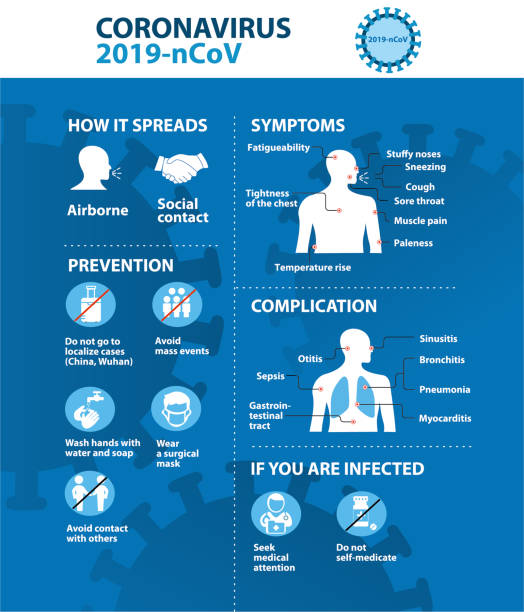 CORONAVIRUS
2019-nCoV
2019-nCoV
HOW IT SPREADS
Airborne
Social
contact
PREVENTION
Do not go to
localize cases
(China, Wuhan)
Avoid
mass events
Wash hands with
water and soap
Wear
a surgical
mask
Avoid contact
with others
SYMPTOMS
Fatigueability
Stuffy noses
Sneezing
Cough
Sore throat
Tightness
of the chest
Muscle pain
Paleness
Temperature rise
COMPLICATION
Sinusitis
Otitis
Bronchitis
Sepsis
Pneumonia
Gastroin-
testinal
tract
Myocarditis
IF YOU ARE INFECTED
Seek
medical
attention
Do not
self-medicate